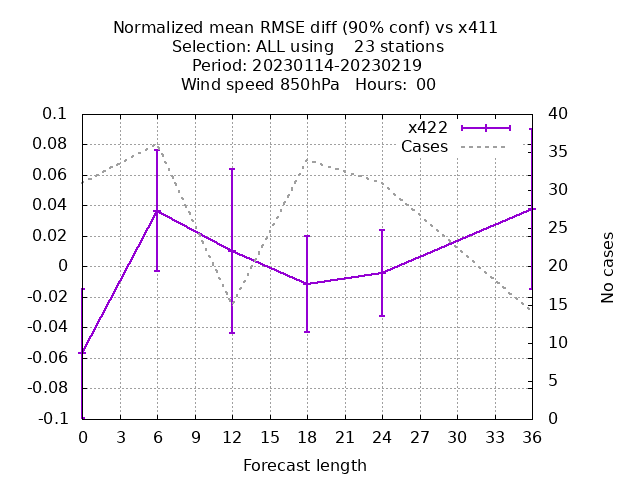 Normalized mean RMSE diff (90% conf) vs x411
Selection: ALL using    23 stations
Period: 20230114-20230219
Wind speed 850hPa   Hours:  00
x422
Cases
0.1
0.08
0.06
0.04
0.02
0
-0.02
-0.04
-0.06
-0.08
-0.1
40
35
30
25
20
15
10
5
0
No cases
0 3 6 9 12 15 18 21 24 27 30 33 36
Forecast length